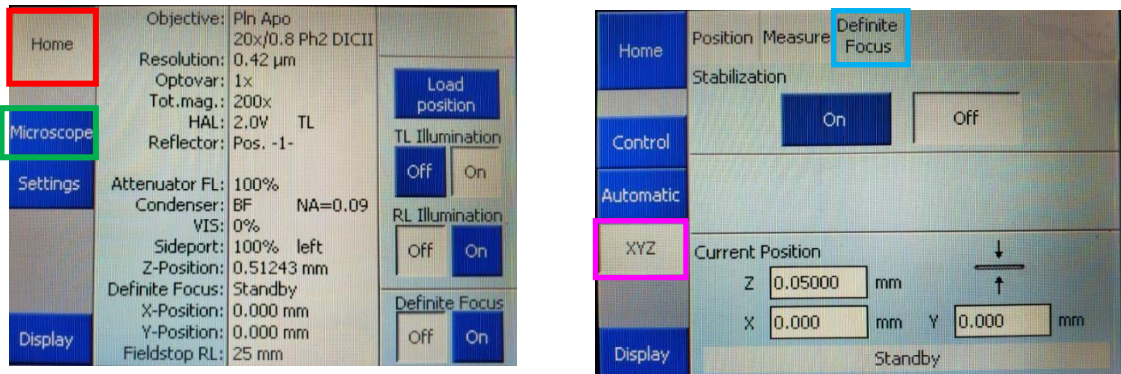 Home
Microscope
Settings
Display
Objective: Pln Apo
20x/0.8 Ph2 DICII
Resolution: 0.42 µm
Optovar: 1x
Tot.mag.: 200x
HAL: 2.0V TL
Reflector: Pos. -1-
Attenuator FL: 100%
Condenser: BF NA=0.09
VIS: 0%
Sideport: 100% left
Z-Position: 0.51243 mm
Definite Focus: Standby
X-Position: 0.000 mm
Y-Position: 0.000 mm
Fieldstop RL: 25 mm
Load
position
TL Illumination
Off On
RL Illumination
Off On
Definite Focus
Off On
Home
Control
Automatic
XYZ
Display
Position Measure Definite
Focus
Stabilization
On Off
Current Position
Z 0.05000 mm
X 0.000 mm Y 0.000 mm
Standby